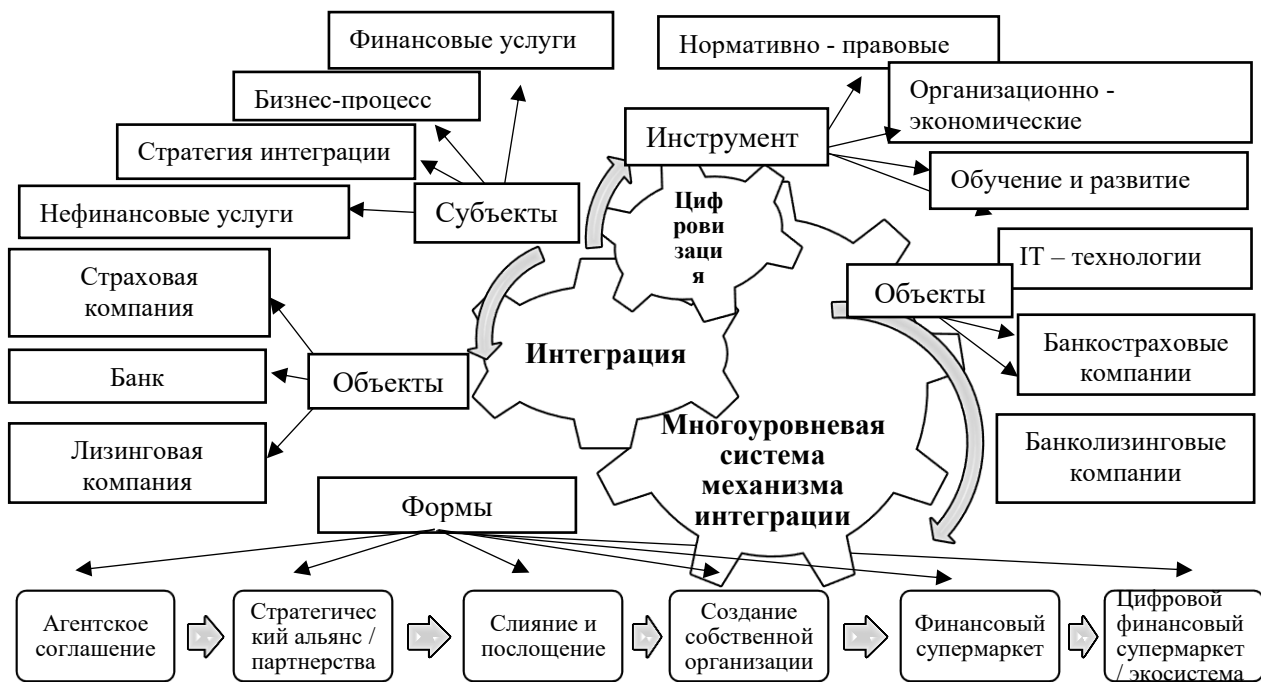 Финансовые услуги
Нормативно - правовые
Бизнес-процесс
Организационно -
экономические
Стратегия интеграции
Инструмент
Обучение и развитие
Нефинансовые услуги
Субъекты
Циф
рови
заци
я
IT – технологии
Страховая
компания
Объекты
Банк
Объекты
Интеграция
Банкостраховые
компании
Лизинговая
компания
Многоуровневая
система
механизма
интеграции
Банколизинговые
компании
Формы
Агентское
соглашение
Стратегичес
кий альянс /
партнерства
Слияние и
послощение
Создание
собственной
организации
Финансовый
супермаркет
Цифровой
финансовый
супермаркет
/ экосистема